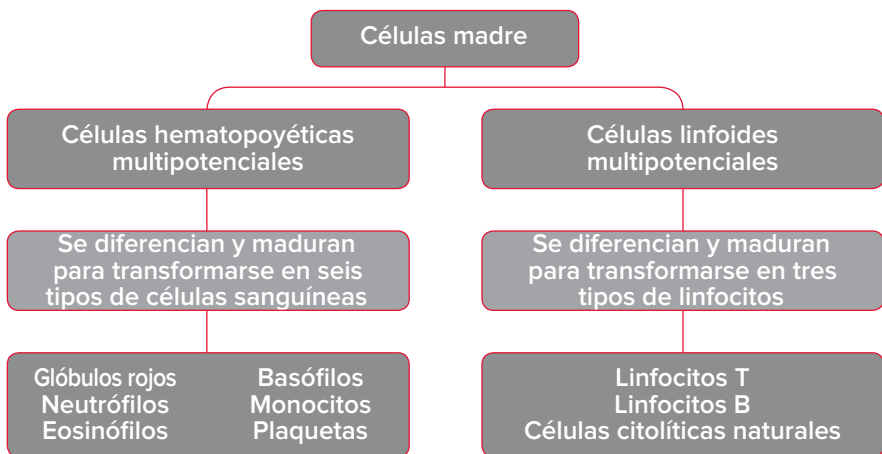 Células madre
Células hematopoyéticas
multipotenciales
Células linfoides
multipotenciales
Se diferencian y maduran
para transformarse en seis
tipos de células sanguíneas
Se diferencian y maduran
para transformarse en tres
tipos de linfocitos
Glóbulos rojos
Neutrófilos
Eosinófilos
Basófilos
Monocitos
Plaquetas
Linfocitos T
Linfocitos B
Células citolíticas naturales